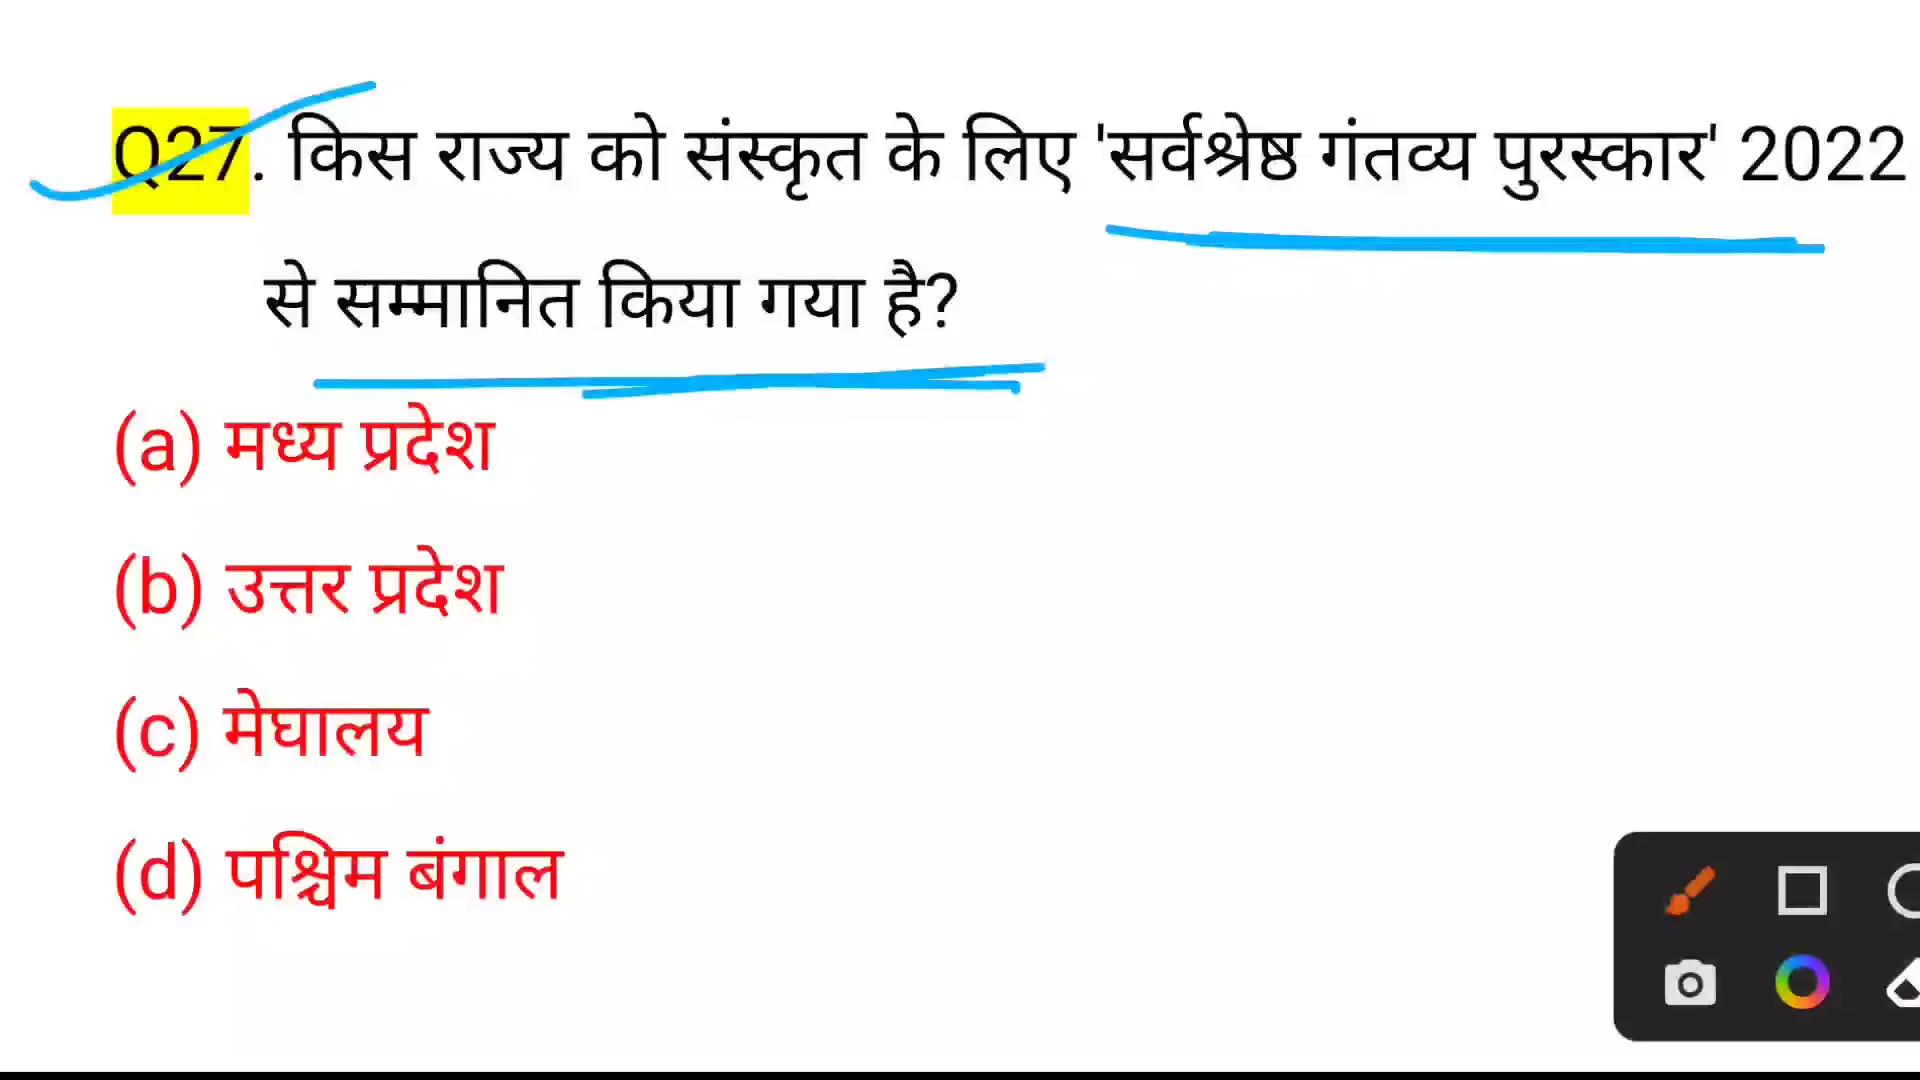 Q27. किस राज्य को संस्कृत के लिए 'सर्वश्रेष्ठ गंतव्य पुरस्कार' 2022
से सम्मानित किया गया है?
(a) मध्य प्रदेश
(b) उत्तर प्रदेश
(c) मेघालय
(d) पश्चिम बंगाल